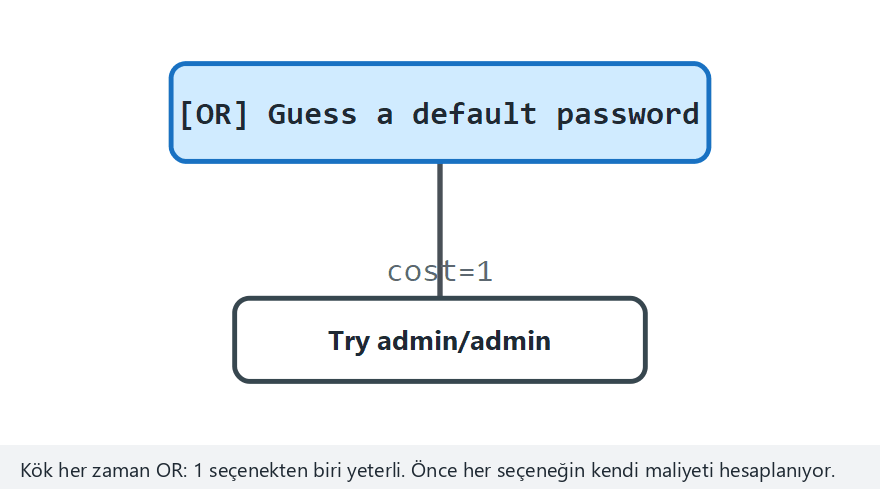 [OR] Guess a default password
cost=1
Try admin/admin
Kök her zaman OR: 1 seçenekten biri yeterli. Önce her seçeneğin kendi maliyeti hesaplanıyor.